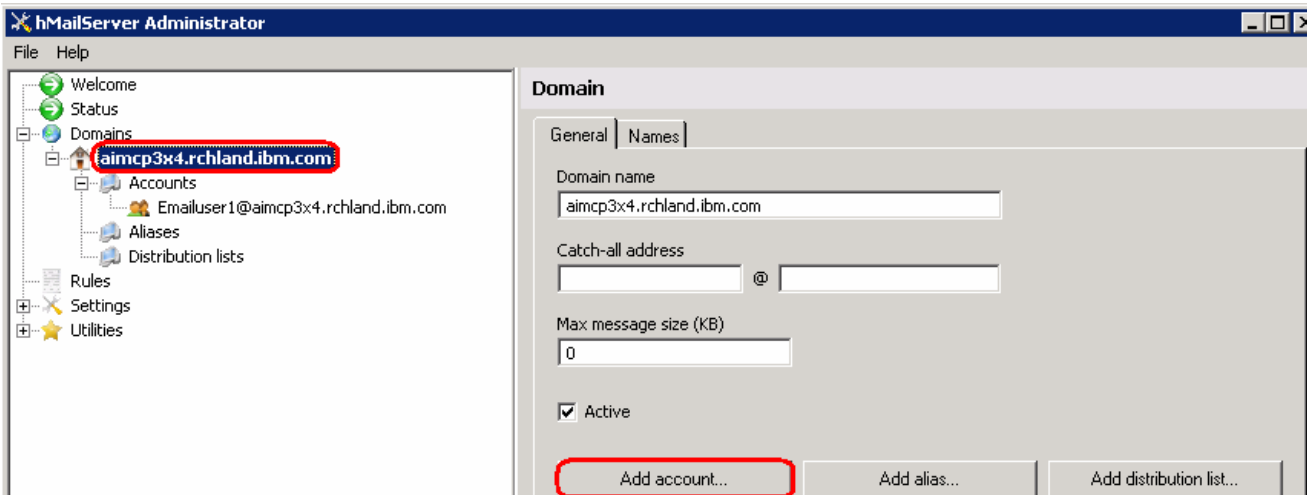 hMailServer Administrator
File Help
Welcome
Status
Domains
aimcp3x4.rchland.ibm.com
Accounts
Emailuser1@aimcp3x4.rchland.ibm.com
Aliases
Distribution lists
Rules
Settings
Utilities
Domain
General Names
Domain name
aimcp3x4.rchland.ibm.com
Catch-all address
@
Max message size (KB)
0
Active
Add account... Add alias... Add distribution list...